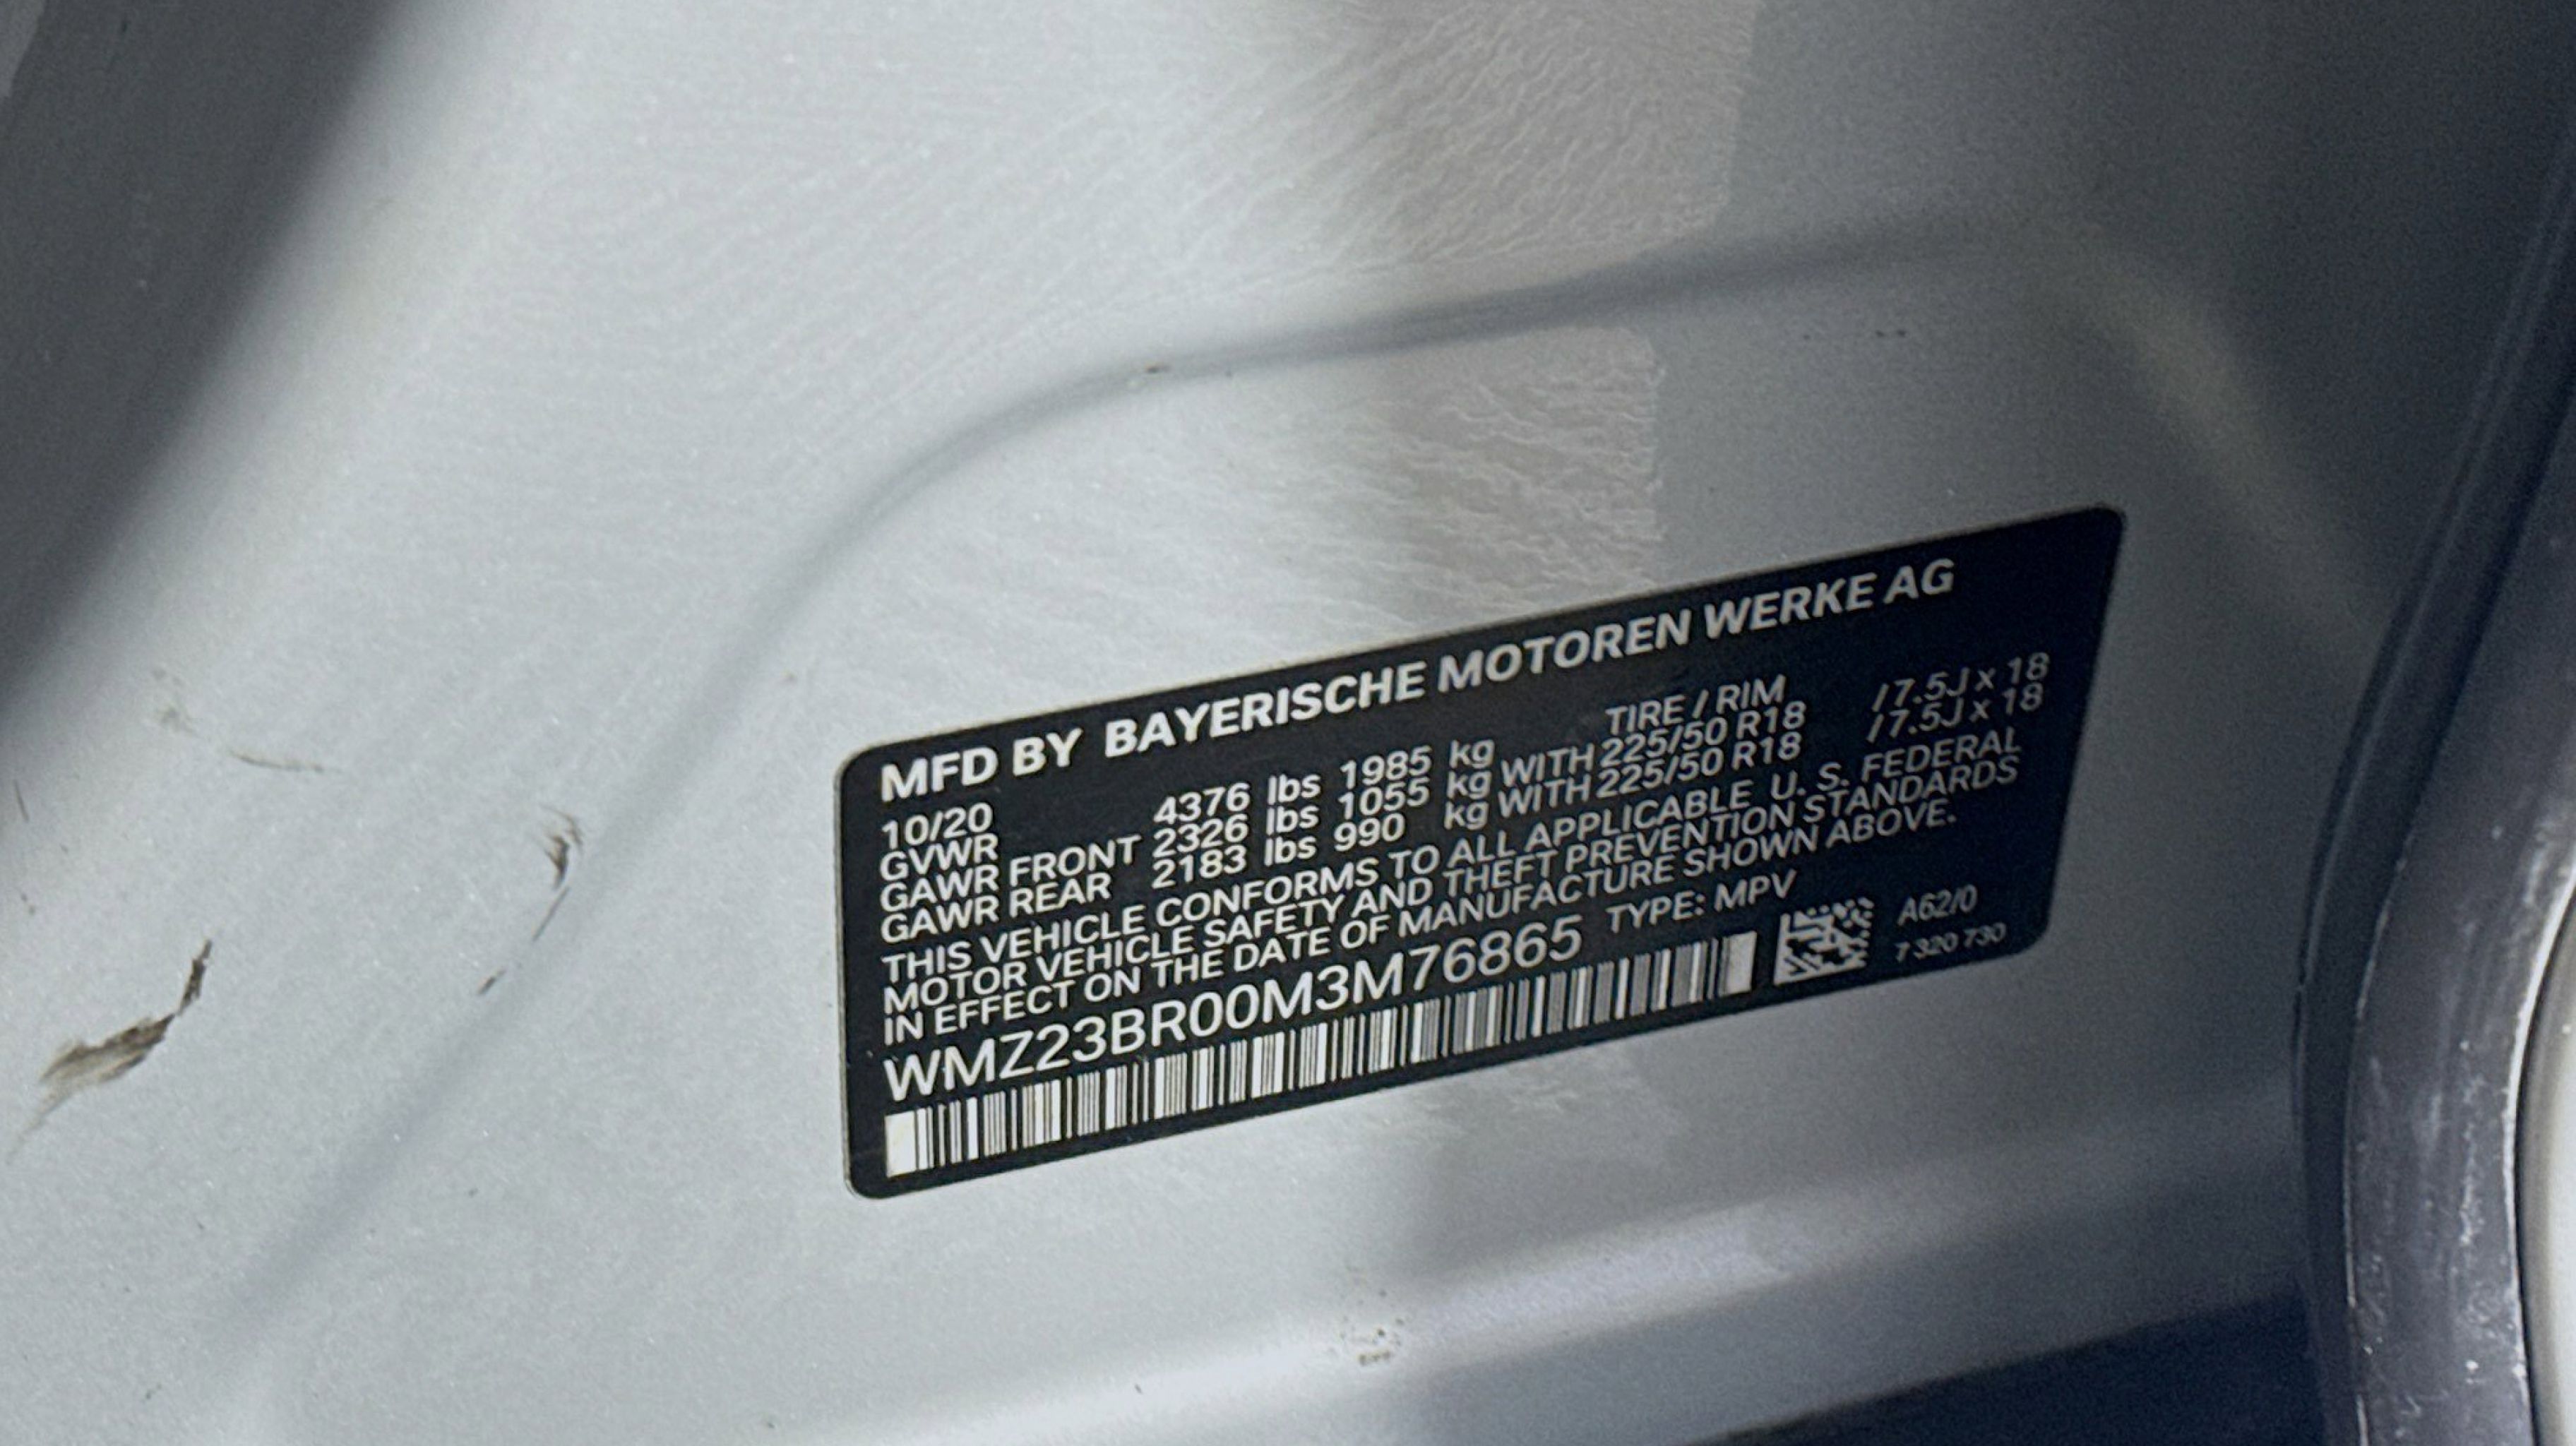 MFD BY BAYERISCHE MOTOREN WERKE AG
10/20 TIRE / RIM
GVWR 4376 lbs 1985 kg
GAWR FRONT 2326 lbs 1055 kg WITH 225/50 R18 / 7.5J x 18
GAWR REAR 2183 lbs 990 kg WITH 225/50 R18 / 7.5J x 18
THIS VEHICLE CONFORMS TO ALL APPLICABLE U. S. FEDERAL
MOTOR VEHICLE SAFETY AND THEFT PREVENTION STANDARDS
IN EFFECT ON THE DATE OF MANUFACTURE SHOWN ABOVE.
WMZ23BR00M3M76865 TYPE: MPV
A62/0
7 320 730